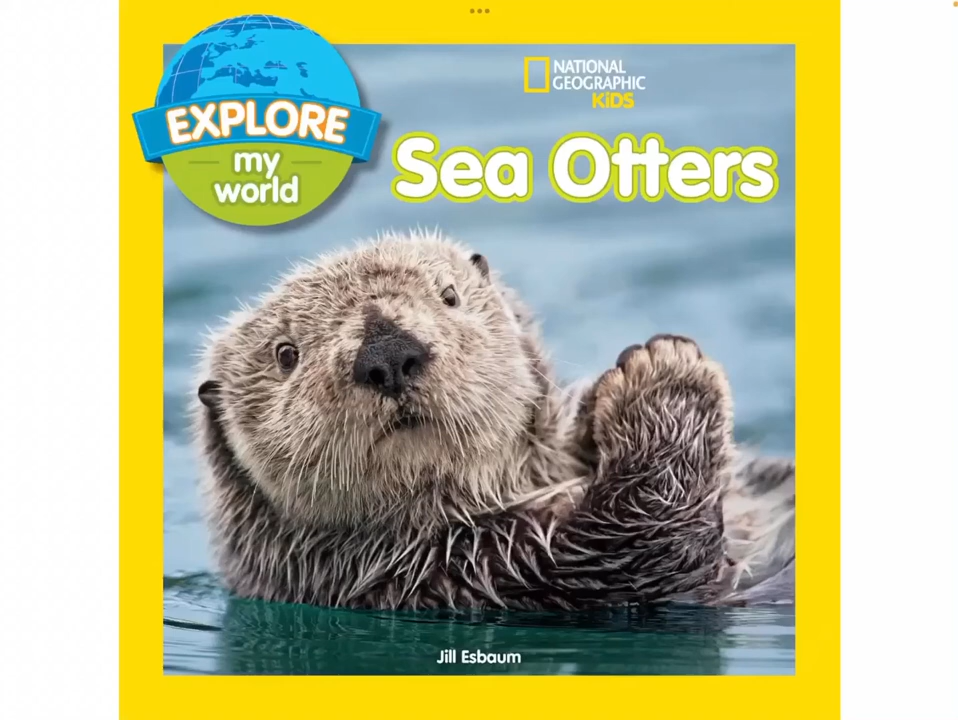 EXPLORE
my
world
NATIONAL
GEOGRAPHIC
KiDS
Sea Otters
Jill Esbaum